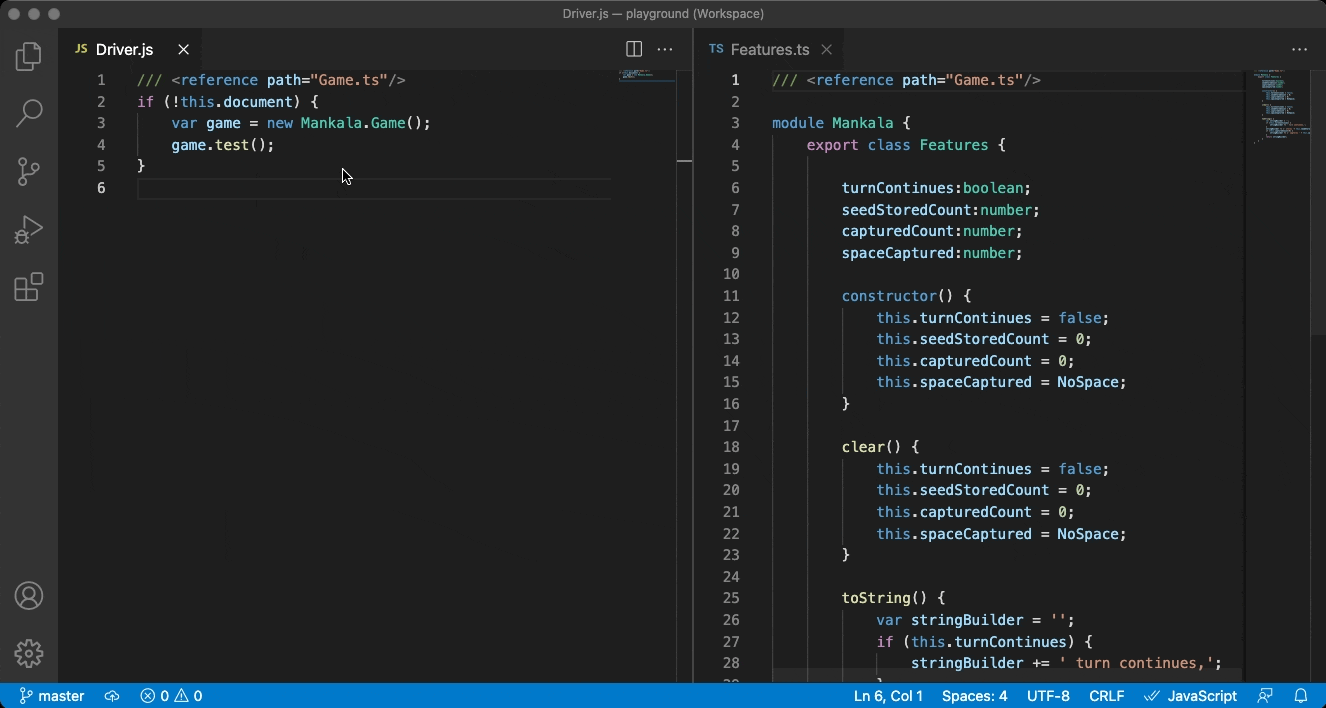 Driver.js — playground (Workspace)
JS Driver.js
1 /// <reference path="Game.ts"/>
2 if (!this.document) {
3 var game = new Mankala.Game();
4 game.test();
5 }
6
TS Features.ts
1 /// <reference path="Game.ts"/>
2
3 module Mankala {
4 export class Features {
5
6 turnContinues:boolean;
7 seedStoredCount:number;
8 capturedCount:number;
9 spaceCaptured:number;
10
11 constructor() {
12 this.turnContinues = false;
13 this.seedStoredCount = 0;
14 this.capturedCount = 0;
15 this.spaceCaptured = NoSpace;
16 }
17
18 clear() {
19 this.turnContinues = false;
20 this.seedStoredCount = 0;
21 this.capturedCount = 0;
22 this.spaceCaptured = NoSpace;
23 }
24
25 toString() {
26 var stringBuilder = '';
27 if (this.turnContinues) {
28 stringBuilder += ' turn continues,';
master 0 0 Ln 6, Col 1 Spaces: 4 UTF-8 CRLF JavaScript